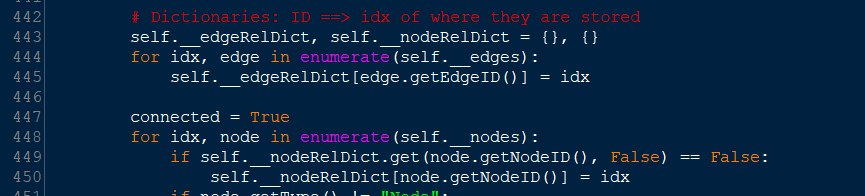 442 # Dictionaries: ID ==> idx of where they are stored
443 self.__edgeRelDict, self.__nodeRelDict = {}, {}
444 for idx, edge in enumerate(self.__edges):
445 self.__edgeRelDict[edge.getEdgeID()] = idx
446
447 connected = True
448 for idx, node in enumerate(self.__nodes):
449 if self.__nodeRelDict.get(node.getNodeID(), False) == False:
450 self.__nodeRelDict[node.getNodeID()] = idx
451 if node.getType() != "Node":